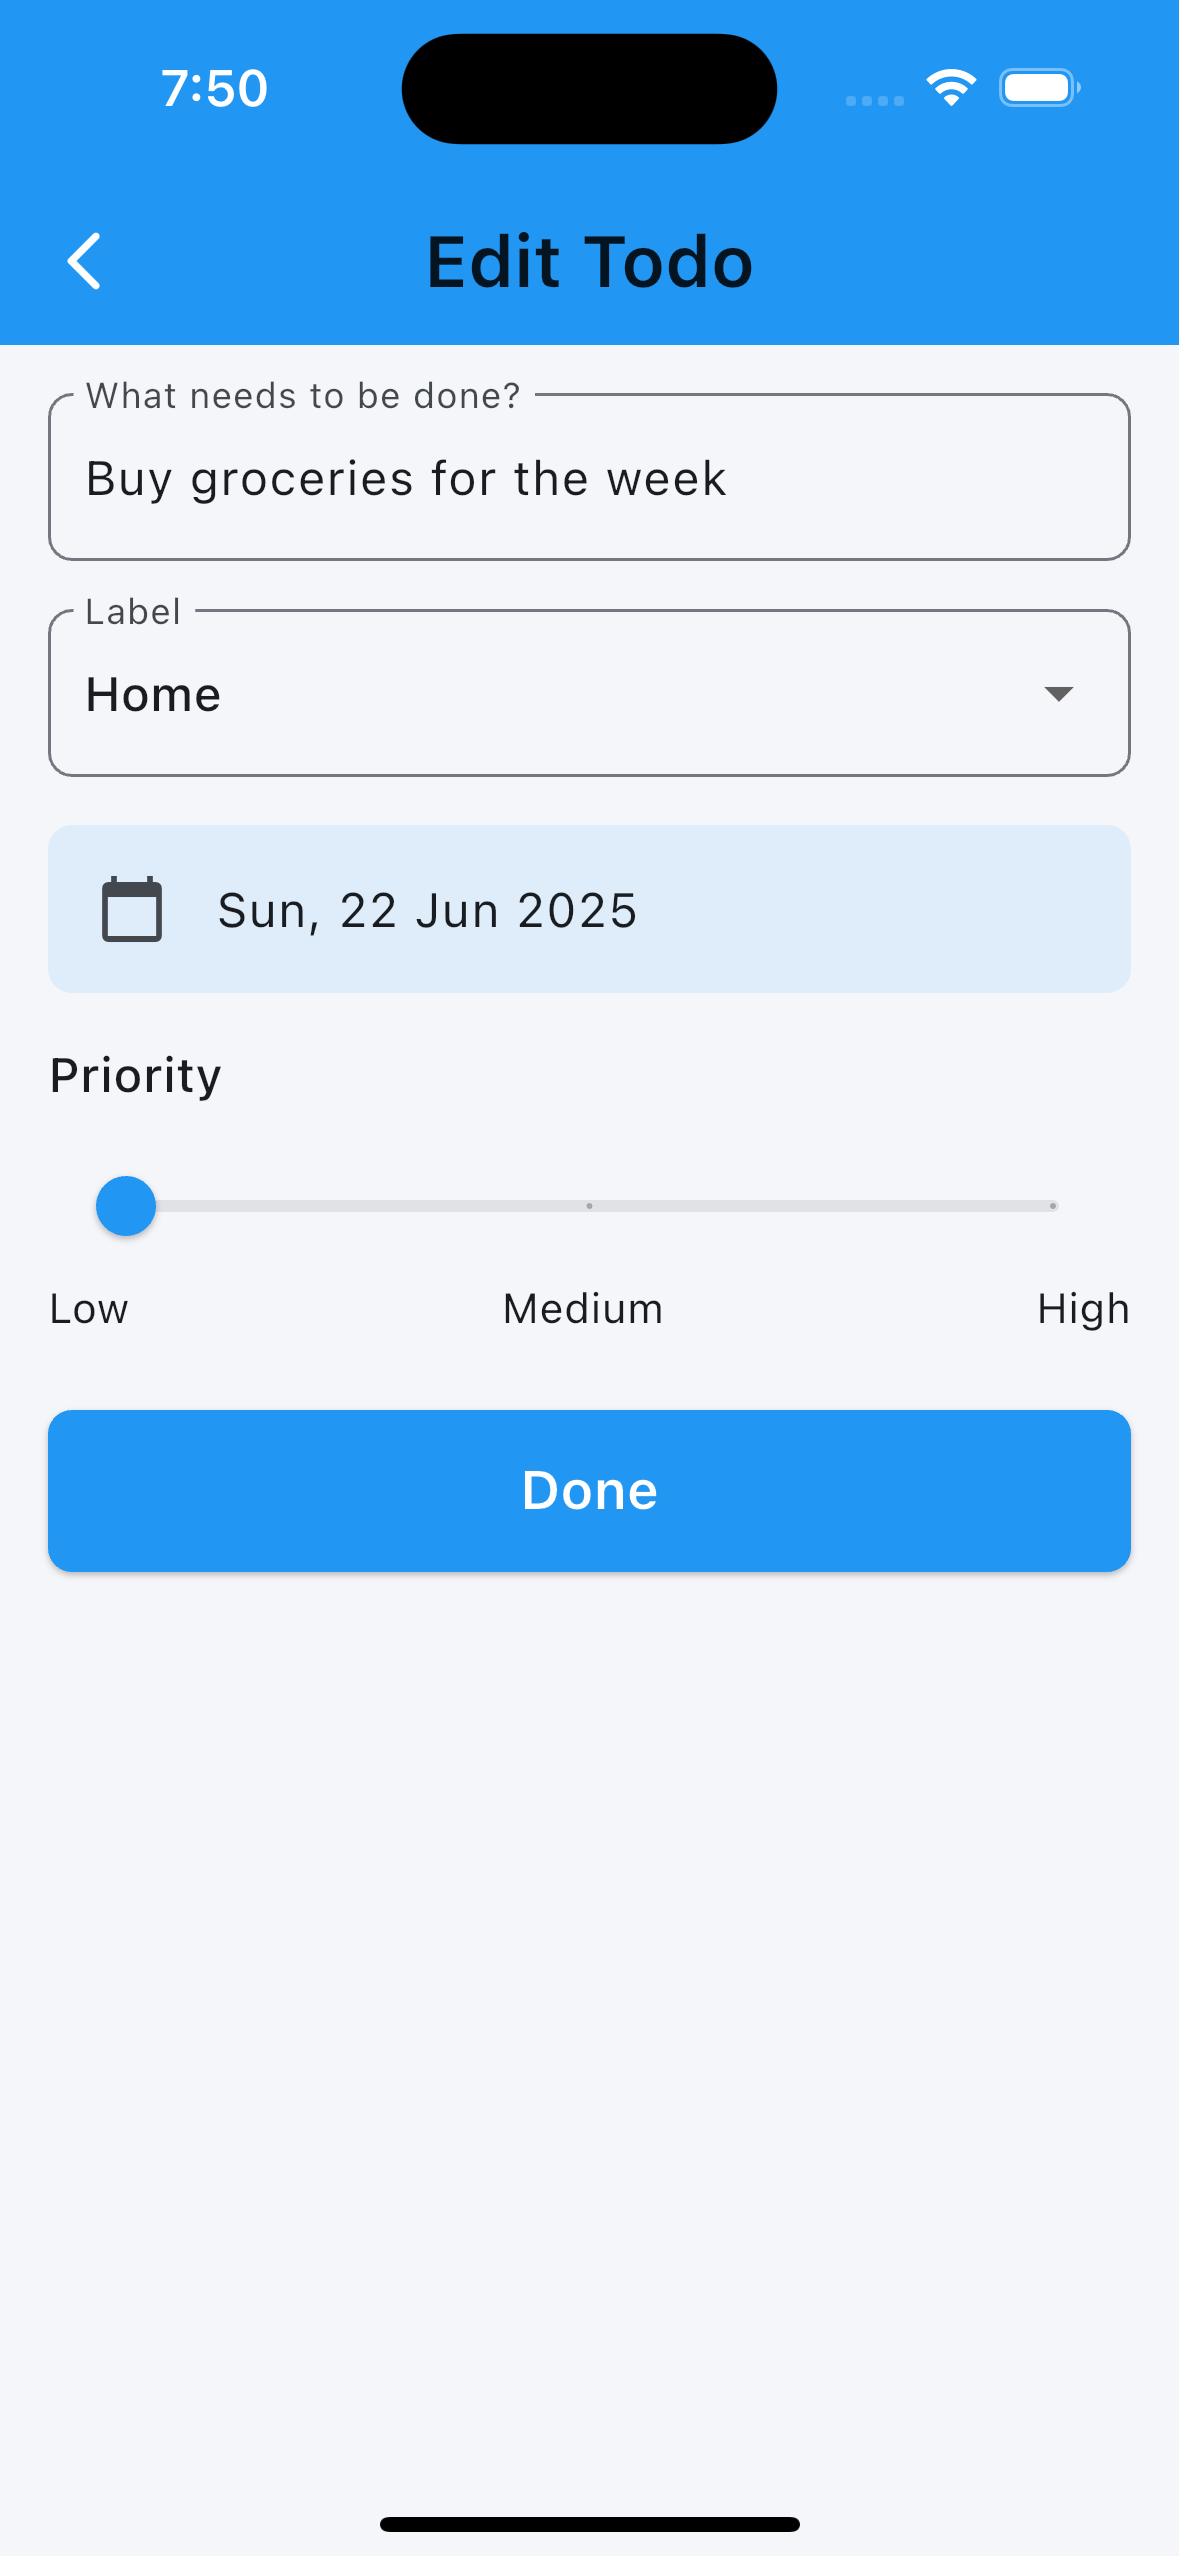 7:50
Edit Todo
What needs to be done?
Buy groceries for the week
Label
Home
Sun, 22 Jun 2025
Priority
Low Medium High
Done